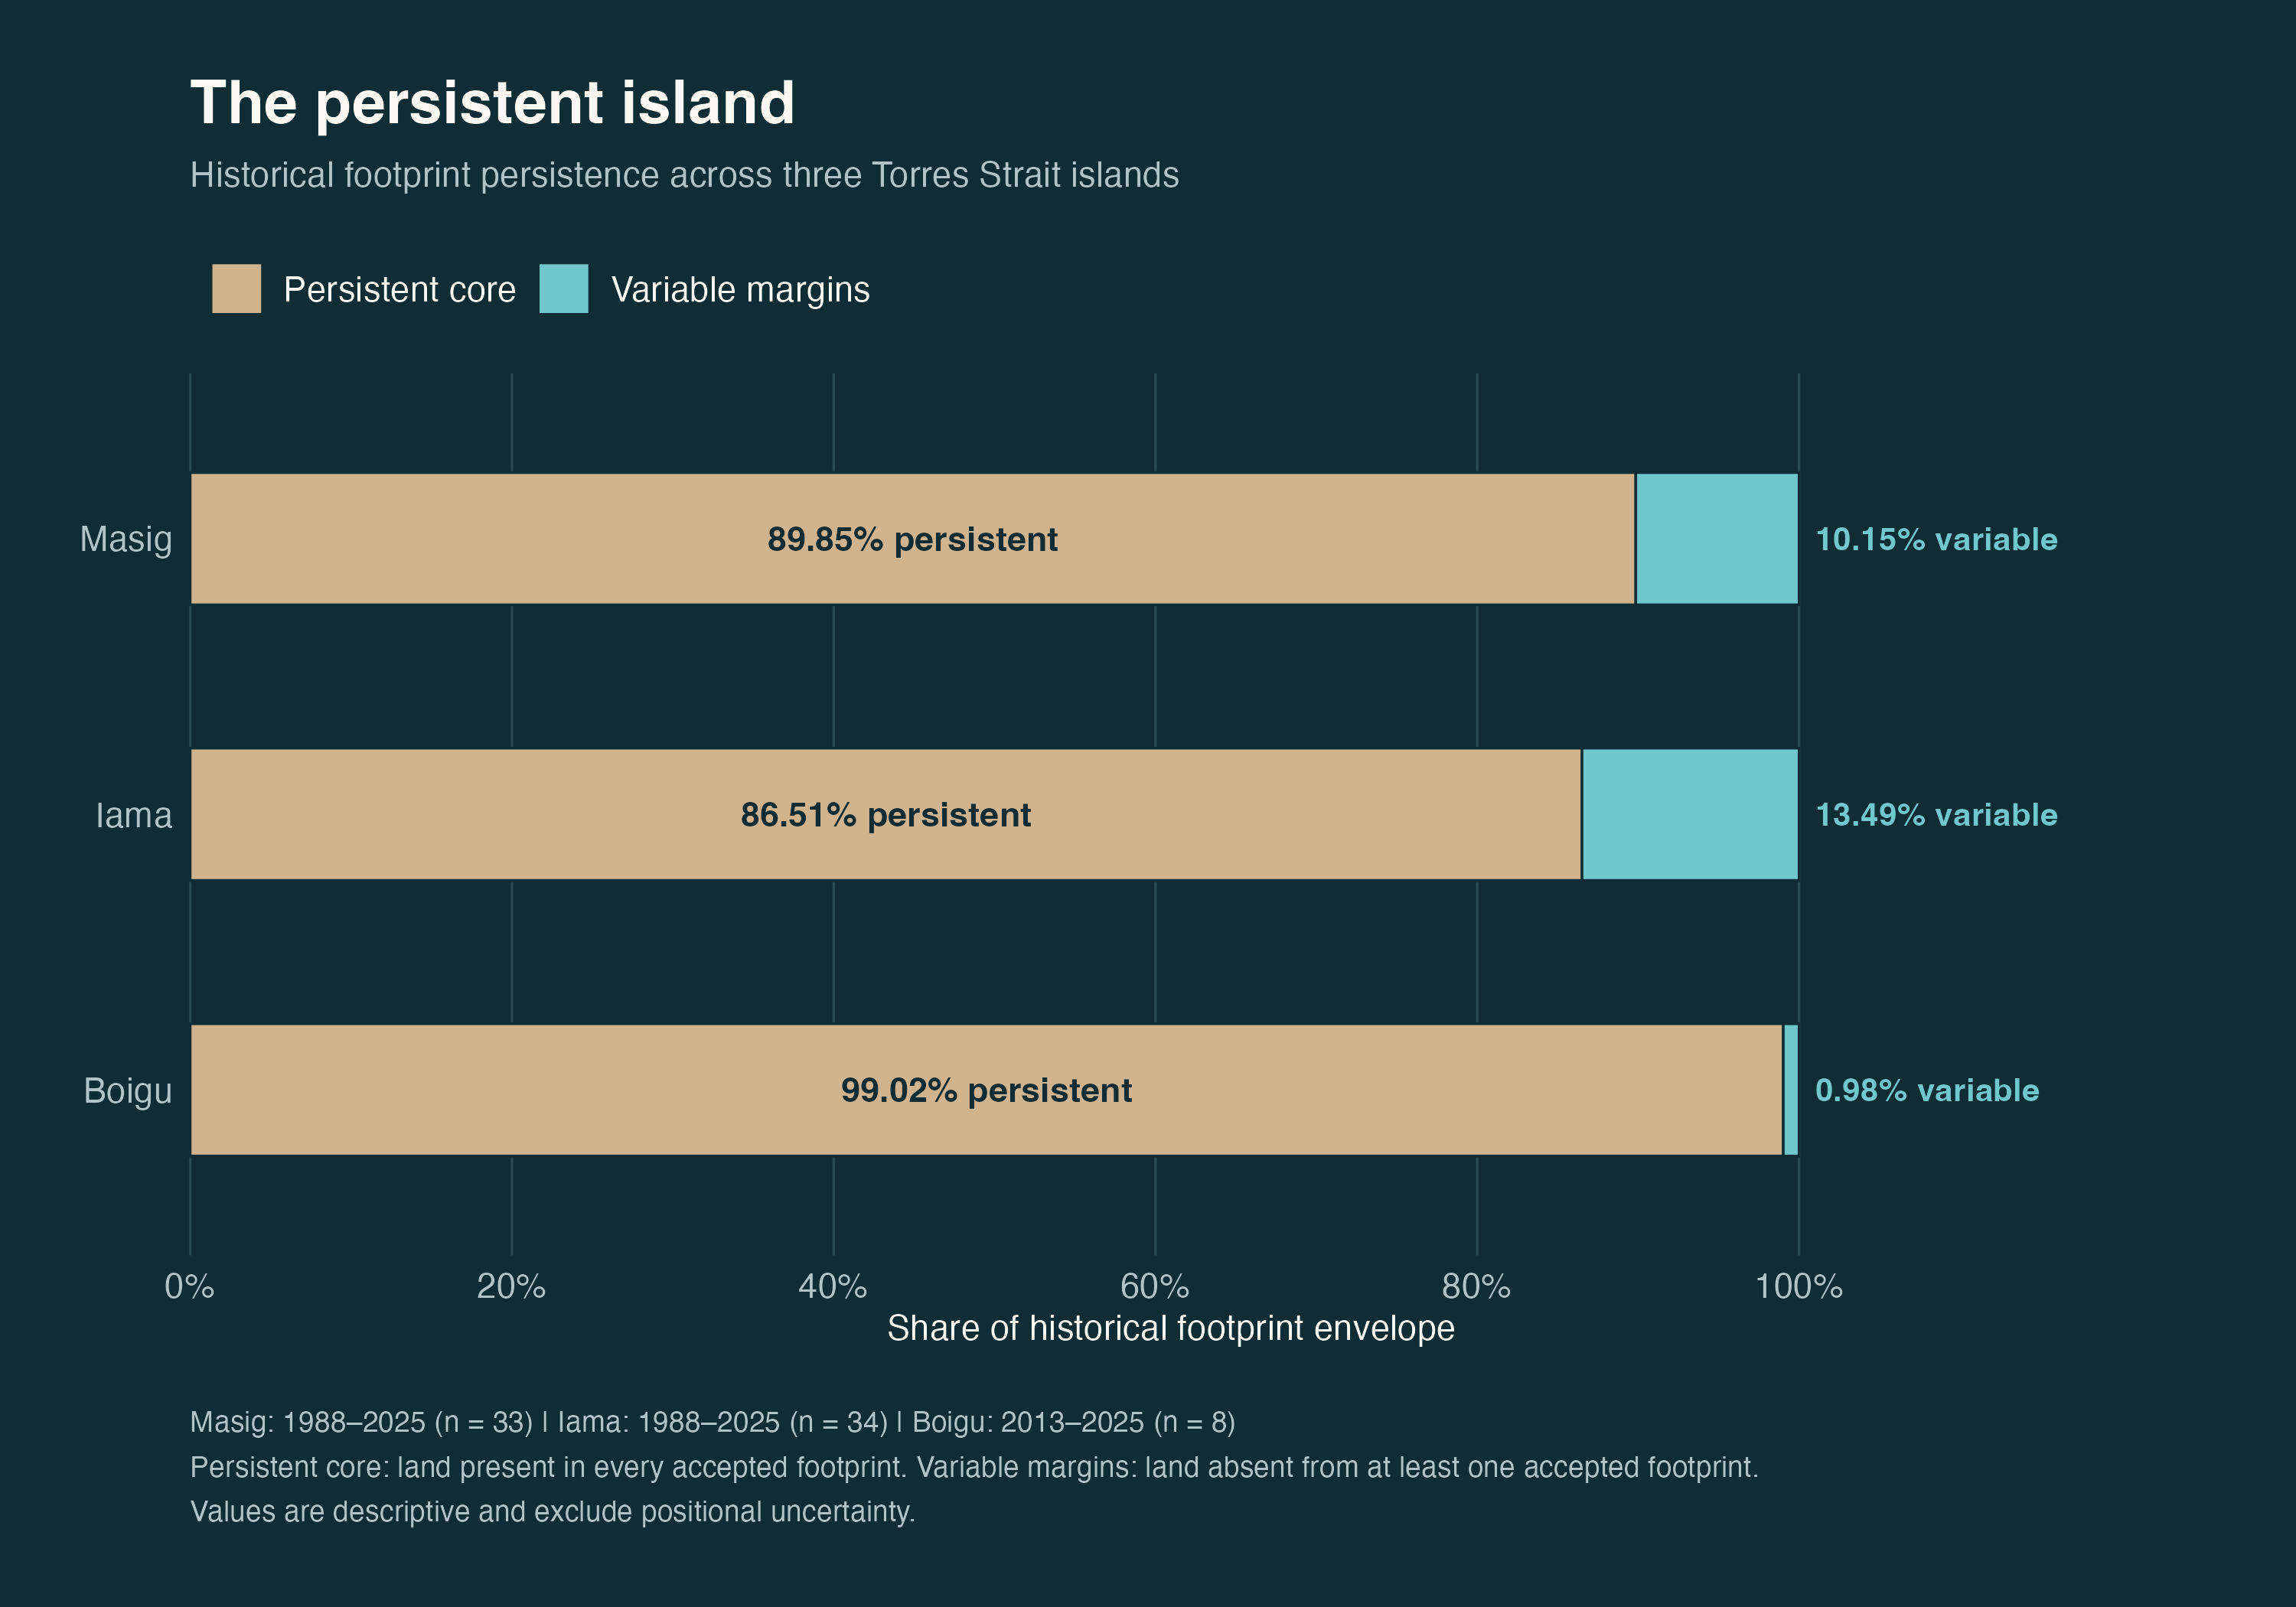 The persistent island
Historical footprint persistence across three Torres Strait islands
Persistent core
Variable margins
Masig
89.85% persistent
10.15% variable
Iama
86.51% persistent
13.49% variable
Boigu
99.02% persistent
0.98% variable
0%
20%
40%
60%
80%
100%
Share of historical footprint envelope
Masig: 1988–2025 (n = 33) | Iama: 1988–2025 (n = 34) | Boigu: 2013–2025 (n = 8)
Persistent core: land present in every accepted footprint. Variable margins: land absent from at least one accepted footprint.
Values are descriptive and exclude positional uncertainty.